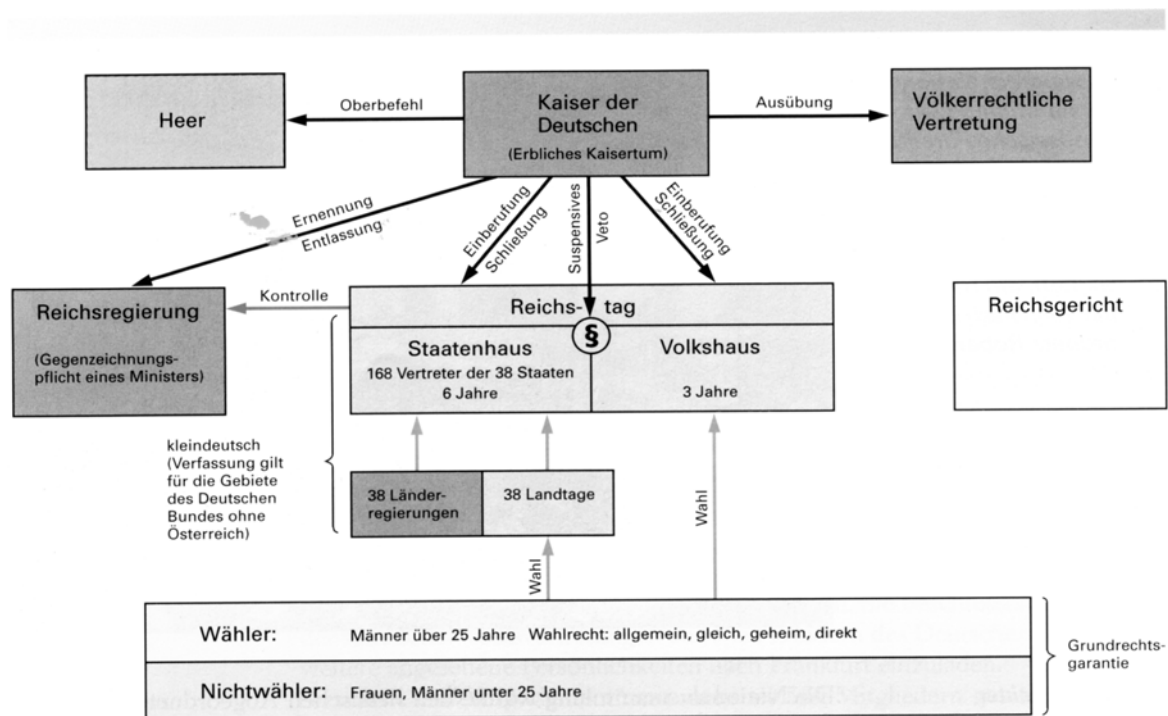 Heer
Oberbefehl
Kaiser der
Deutschen
(Erbliches Kaisertum)
Ausübung
Völkerrechtliche
Vertretung
Ernennung
Entlassung
Einberufung
Schließung
Suspensives
Veto
Einberufung
Schließung
Reichsregierung
(Gegenzeichnungs-
pflicht eines Ministers)
Kontrolle
Reichs- tag
§
Staatenhaus
168 Vertreter der 38 Staaten
6 Jahre
Volkshaus
3 Jahre
Reichsgericht
kleindeutsch
(Verfassung gilt
für die Gebiete
des Deutschen
Bundes ohne
Österreich)
38 Länder-
regierungen
38 Landtage
Wahl
Wahl
Wähler: Männer über 25 Jahre Wahlrecht: allgemein, gleich, geheim, direkt
Nichtwähler: Frauen, Männer unter 25 Jahre
Grundrechts-
garantie